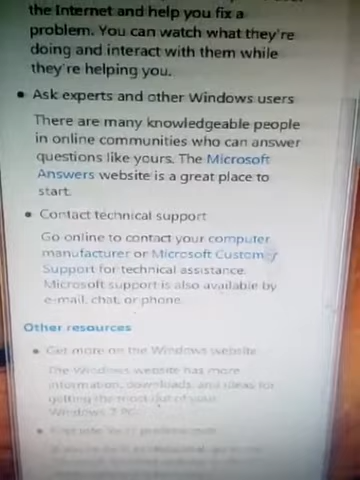 the Internet and help you fix a
problem. You can watch what they're
doing and interact with them while
they're helping you.
Ask experts and other Windows users
There are many knowledgeable people
in online communities who can answer
questions like yours. The Microsoft
Answers website is a great place to
start.
Contact technical support
Go online to contact your computer
manufacturer or Microsoft Customer
Support for technical assistance.
Microsoft support is also available by
e-mail, chat, or phone.
Other resources
Get more on the Windows website
The Windows website has more
information, downloads, and ideas for
getting the most out of your
Windows 7 PC.